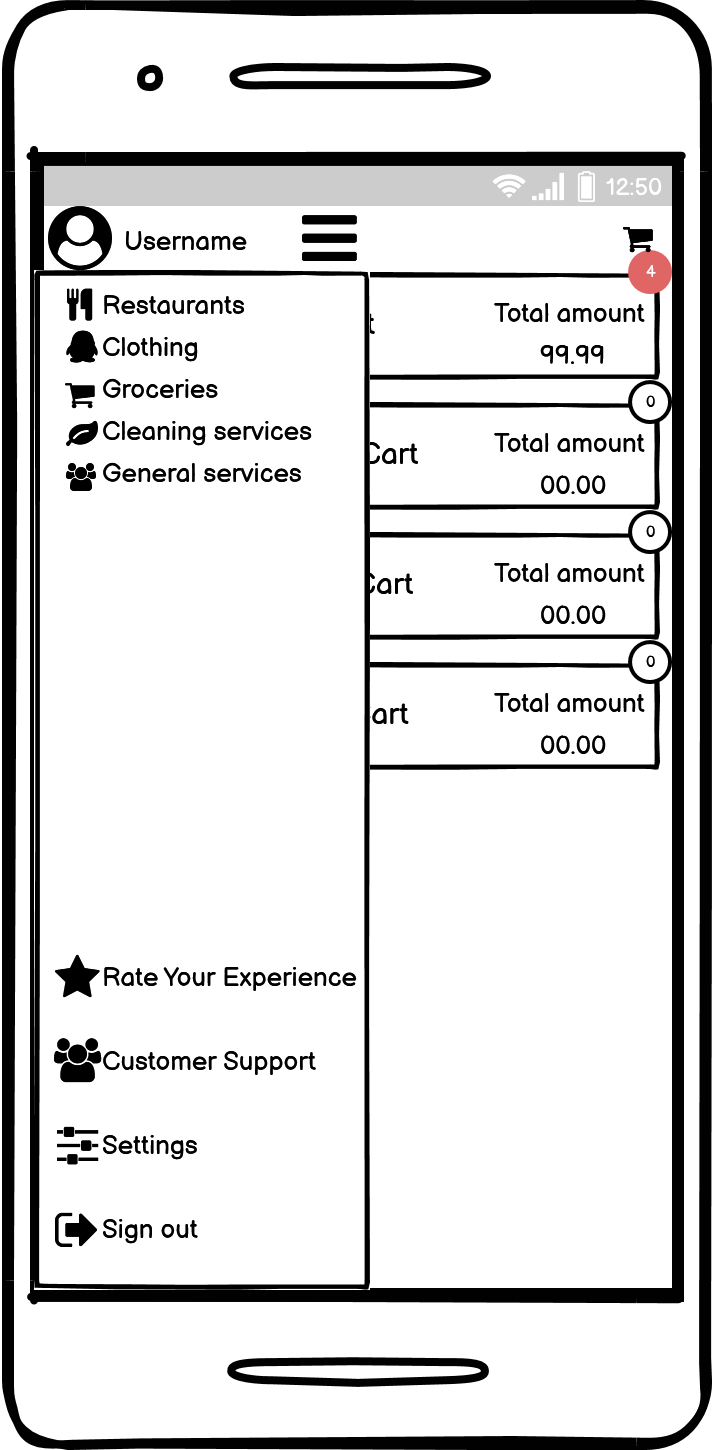 12:50
Username
4
Restaurants
Clothing
Groceries
Cleaning services
General services
t
Total amount
99.99
0
Cart
Total amount
00.00
0
Cart
Total amount
00.00
0
art
Total amount
00.00
Rate Your Experience
Customer Support
Settings
Sign out